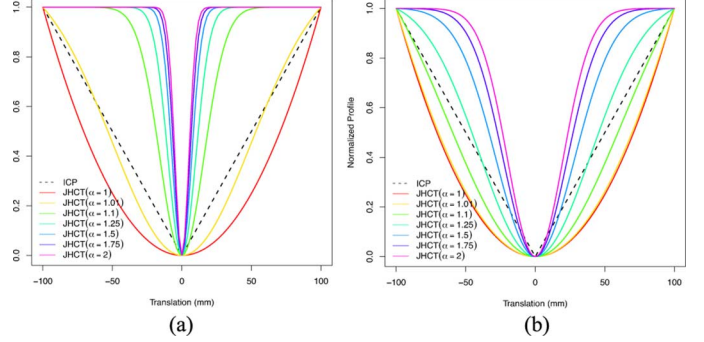 1.0
0.8
0.6
0.4
0.2
0.0
ICP
JHCT(α = 1)
JHCT(α = 1.01)
JHCT(α = 1.1)
JHCT(α = 1.25)
JHCT(α = 1.5)
JHCT(α = 1.75)
JHCT(α = 2)
−100 −50 0 50 100
Translation (mm)
(a)
Normalized Profile
1.0
0.8
0.6
0.4
0.2
0.0
ICP
JHCT(α = 1)
JHCT(α = 1.01)
JHCT(α = 1.1)
JHCT(α = 1.25)
JHCT(α = 1.5)
JHCT(α = 1.75)
JHCT(α = 2)
−100 −50 0 50 100
Translation (mm)
(b)